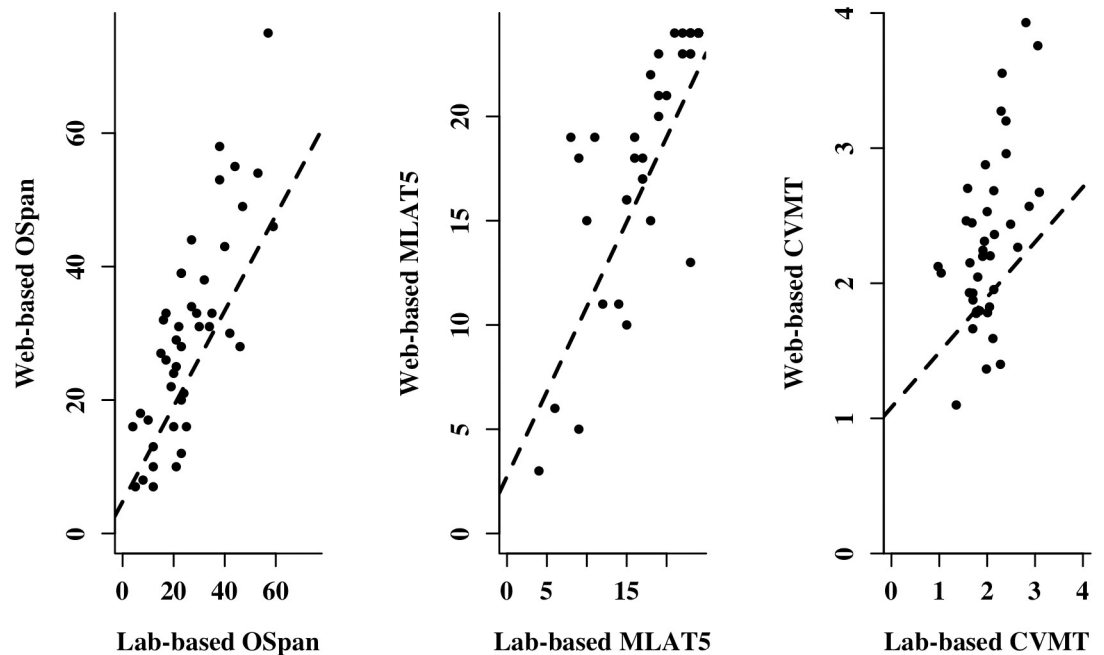 Web-based OSpan
0 20 40 60
0 20 40 60
Lab-based OSpan
Web-based MLAT5
0 5 10 15 20
0 5 15
Lab-based MLAT5
Web-based CVMT
0 1 2 3 4
0 1 2 3 4
Lab-based CVMT